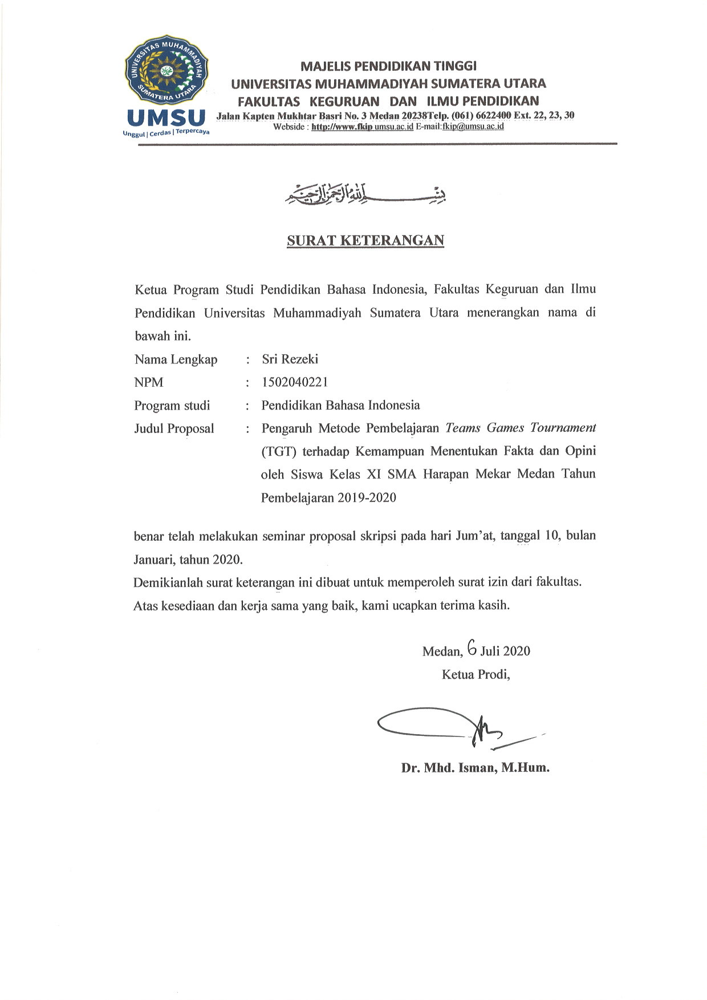 UNIVERSITAS MUHAMMADIYAH
SUMATERA UTARA
UMSU
Unggul | Cerdas | Terpercaya
MAJELIS PENDIDIKAN TINGGI
UNIVERSITAS MUHAMMADIYAH SUMATERA UTARA
FAKULTAS KEGURUAN DAN ILMU PENDIDIKAN
Jalan Kapten Mukhtar Basri No. 3 Medan 20238Telp. (061) 6622400 Ext. 22, 23, 30
Webside : http://www.fkip umsu.ac.id E-mail:fkip@umsu.ac.id
بِسْمِ اللهِ الرَّحْمٰنِ الرَّحِيْمِ
SURAT KETERANGAN
Ketua Program Studi Pendidikan Bahasa Indonesia, Fakultas Keguruan dan Ilmu
Pendidikan Universitas Muhammadiyah Sumatera Utara menerangkan nama di
bawah ini.
Nama Lengkap : Sri Rezeki
NPM : 1502040221
Program studi : Pendidikan Bahasa Indonesia
Judul Proposal : Pengaruh Metode Pembelajaran Teams Games Tournament
(TGT) terhadap Kemampuan Menentukan Fakta dan Opini
oleh Siswa Kelas XI SMA Harapan Mekar Medan Tahun
Pembelajaran 2019-2020
benar telah melakukan seminar proposal skripsi pada hari Jum'at, tanggal 10, bulan
Januari, tahun 2020.
Demikianlah surat keterangan ini dibuat untuk memperoleh surat izin dari fakultas.
Atas kesediaan dan kerja sama yang baik, kami ucapkan terima kasih.
Medan, 6 Juli 2020
Ketua Prodi,
Dr. Mhd. Isman, M.Hum.